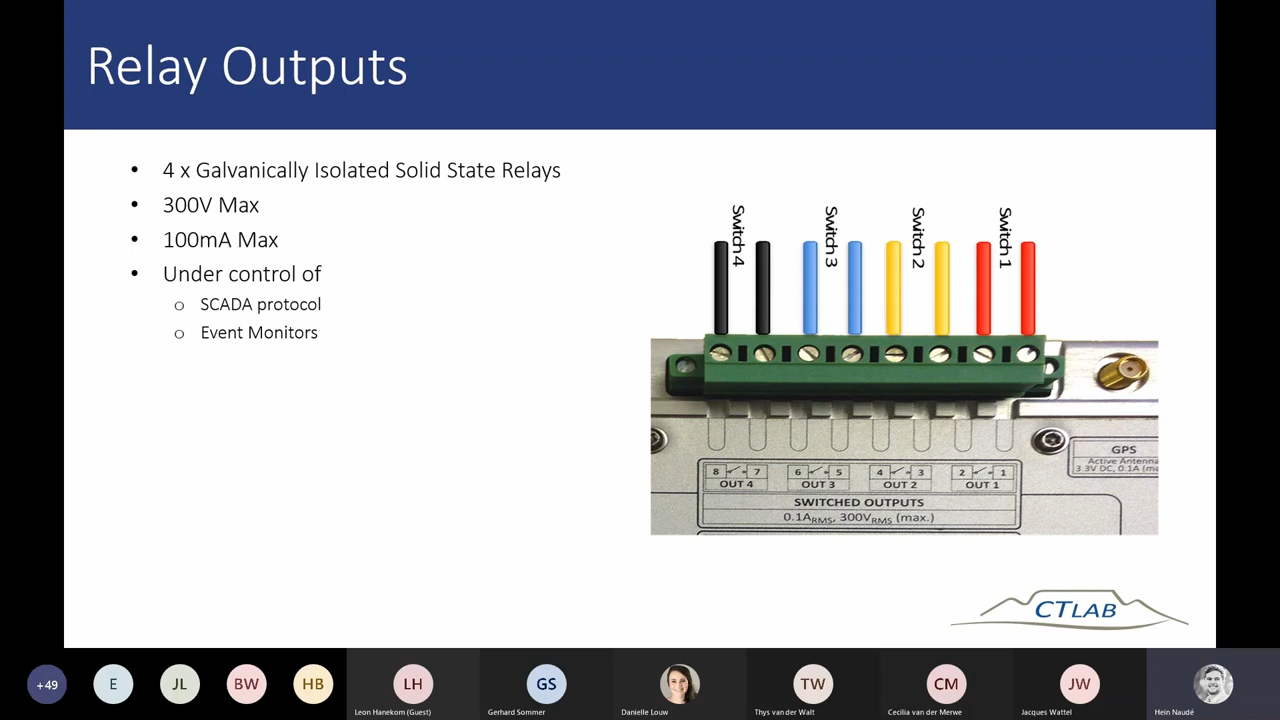 Relay Outputs
• 4 x Galvanically Isolated Solid State Relays
• 300V Max
• 100mA Max
• Under control of
o SCADA protocol
o Event Monitors
Switch 4
Switch 3
Switch 2
Switch 1
8 7
6 5
4 3
2 1
OUT 4
OUT 3
OUT 2
OUT 1
SWITCHED OUTPUTS
0.1ARMS, 300VRMS (max.)
GPS
Active Antenna
3.3V DC, 0.1A (ma
CTLAB
+49
E
JL
BW
HB
LH
GS
TW
CM
JW
Leon Hanekom (Guest)
Gerhard Sommer
Danielle Louw
Thys van der Walt
Cecilia van der Merwe
Jacques Wattel
Hein Naudé